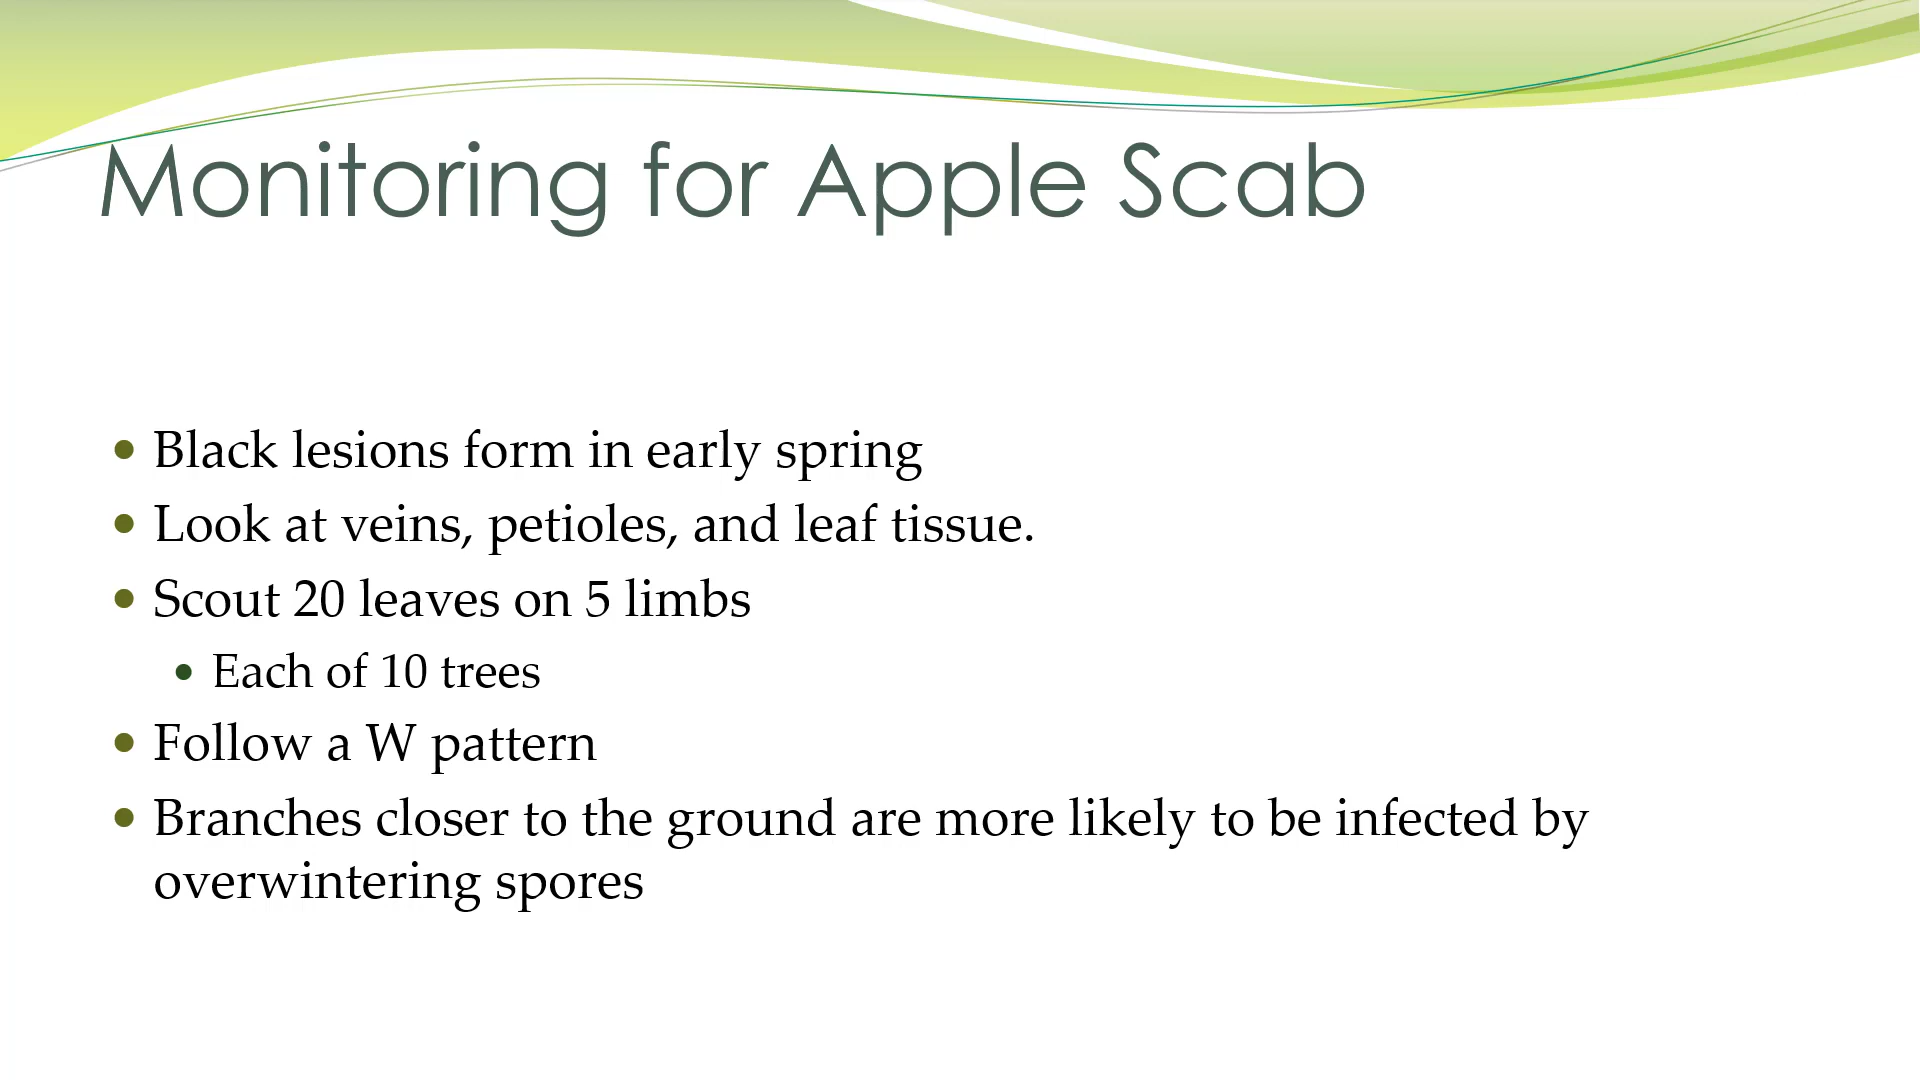 Monitoring for Apple Scab
• Black lesions form in early spring
• Look at veins, petioles, and leaf tissue.
• Scout 20 leaves on 5 limbs
• Each of 10 trees
• Follow a W pattern
• Branches closer to the ground are more likely to be infected by
overwintering spores